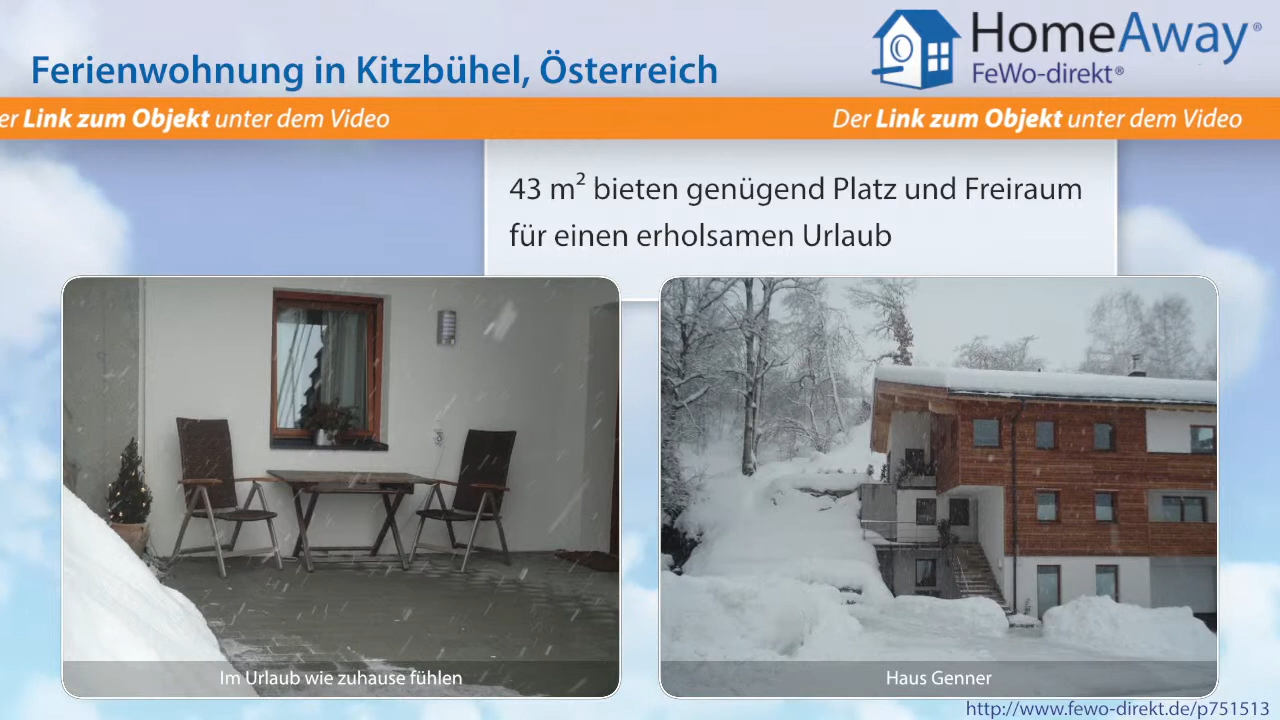 HomeAway®
FeWo-direkt®
Ferienwohnung in Kitzbühel, Österreich
er Link zum Objekt unter dem Video
Der Link zum Objekt unter dem Video
43 m² bieten genügend Platz und Freiraum
für einen erholsamen Urlaub
Im Urlaub wie zuhause fühlen
Haus Genner
http://www.fewo-direkt.de/p751513